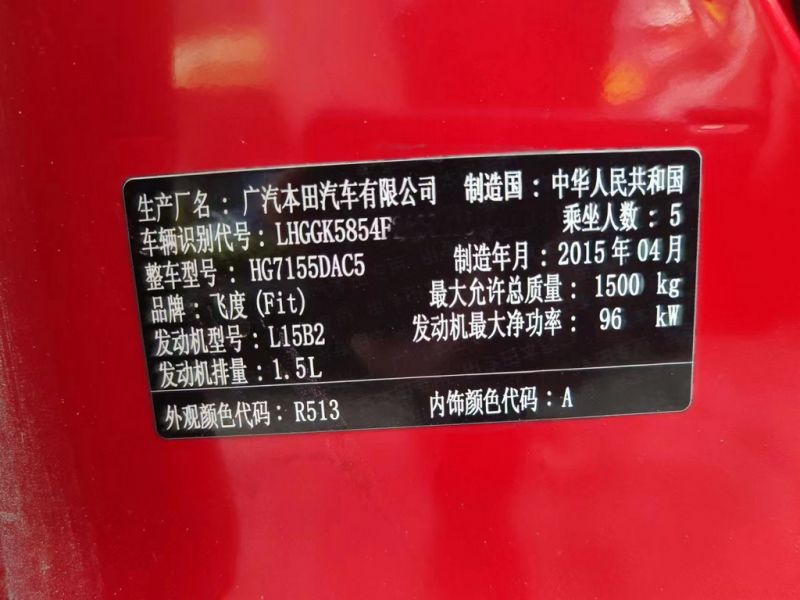 生产厂名：广汽本田汽车有限公司 制造国：中华人民共和国
车辆识别代号：LHGGK5854F 乘坐人数：5
整车型号：HG7155DAC5 制造年月：2015年04月
品牌：飞度(Fit) 最大允许总质量：1500 kg
发动机型号：L15B2 发动机最大净功率：96 kW
发动机排量：1.5L
外观颜色代码：R513 内饰颜色代码：A